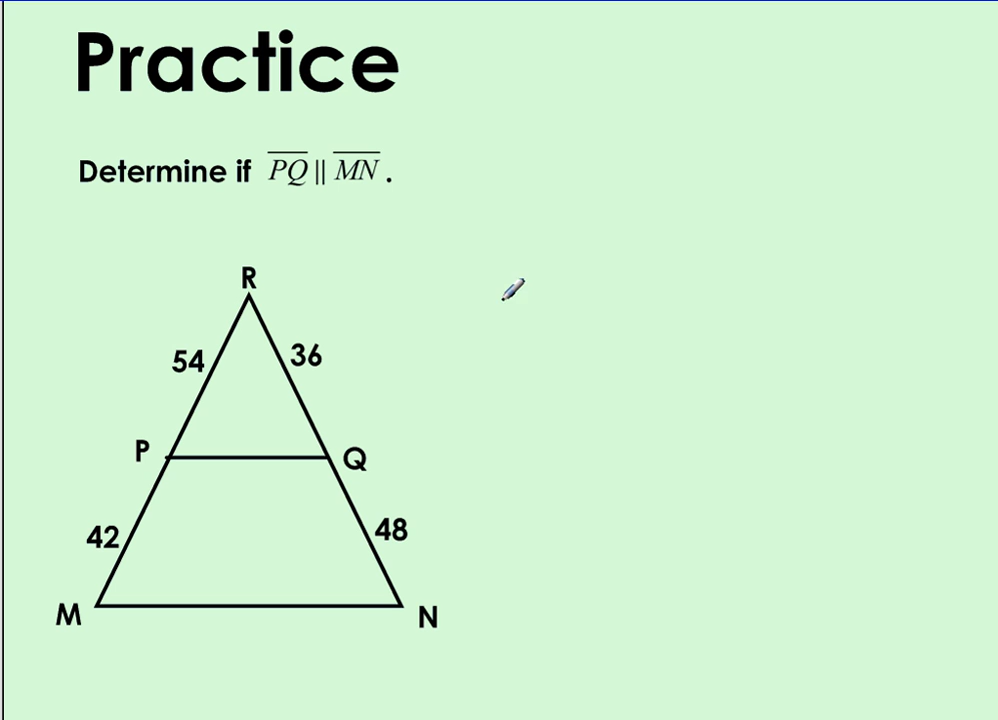 Practice
Determine if PQ || MN .
R
54 36
P Q
42 48
M N